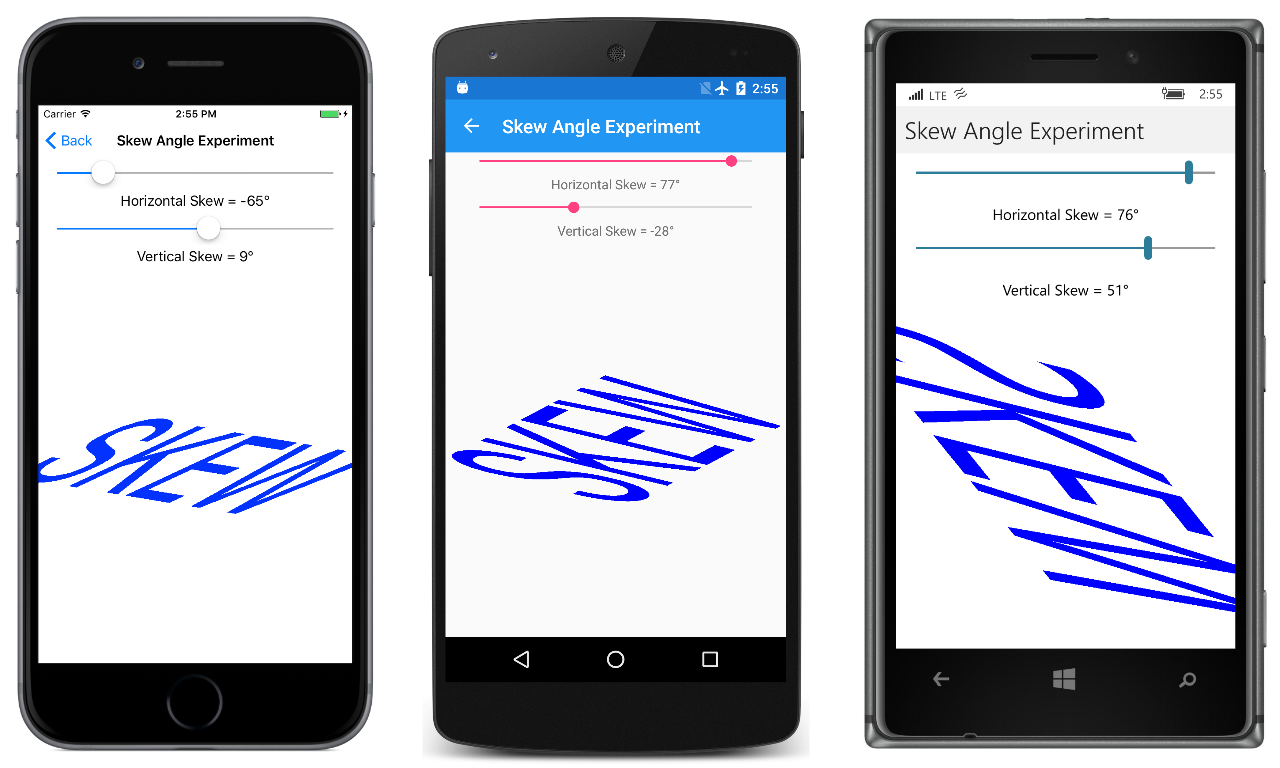 Carrier 2:55 PM
Back Skew Angle Experiment
Horizontal Skew = -65°
Vertical Skew = 9°
SKEW
2:55
Skew Angle Experiment
Horizontal Skew = 77°
Vertical Skew = -28°
SKEW
LTE 2:55
Skew Angle Experiment
Horizontal Skew = 76°
Vertical Skew = 51°
SKEW